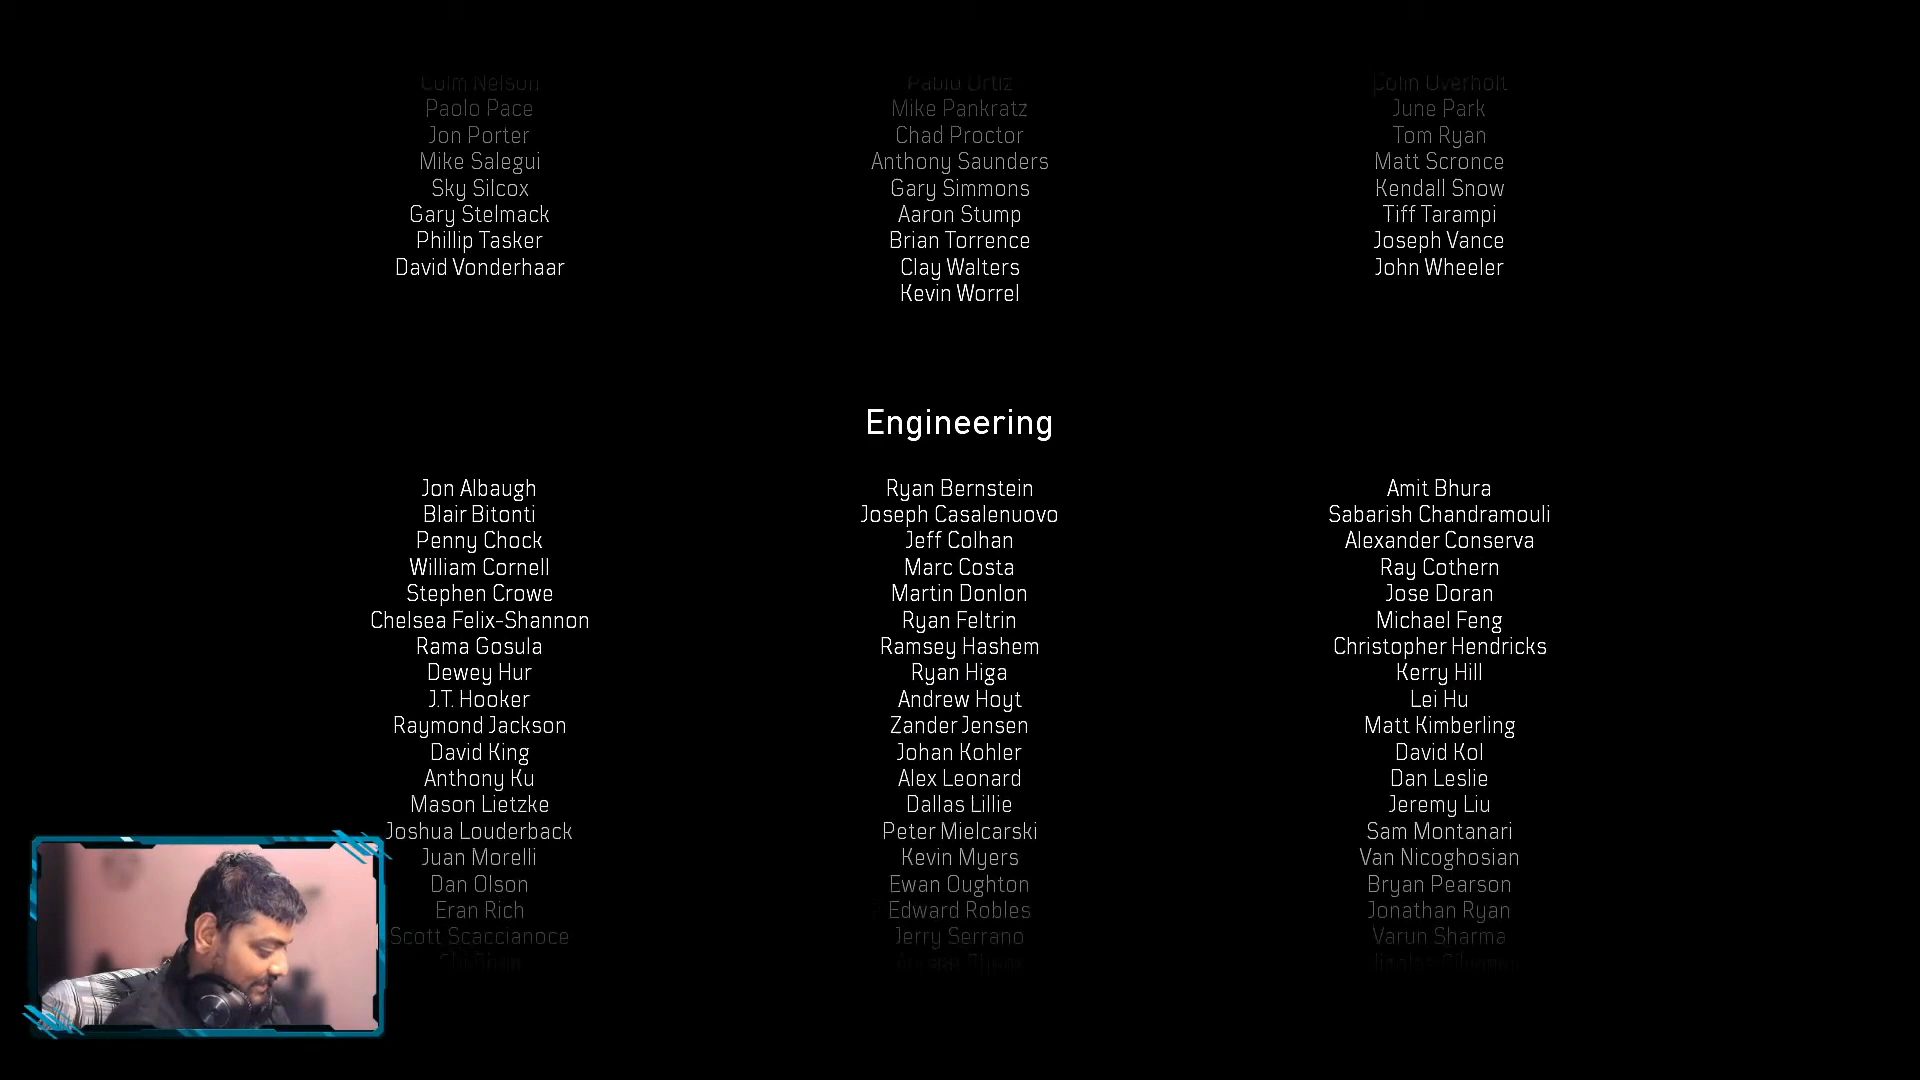 Colm Nelson Pablo Ortiz Colin Overholt
Paolo Pace Mike Pankratz June Park
Jon Porter Chad Proctor Tom Ryan
Mike Salegui Anthony Saunders Matt Scronce
Sky Silcox Gary Simmons Kendall Snow
Gary Stelmack Aaron Stump Tiff Tarampi
Phillip Tasker Brian Torrence Joseph Vance
David Vonderhaar Clay Walters John Wheeler
Kevin Worrel
Engineering
Jon Albaugh Ryan Bernstein Amit Bhura
Blair Bitonti Joseph Casalenuovo Sabarish Chandramouli
Penny Chock Jeff Colhan Alexander Conserva
William Cornell Marc Costa Ray Cothern
Stephen Crowe Martin Donlon Jose Doran
Chelsea Felix-Shannon Ryan Feltrin Michael Feng
Rama Gosula Ramsey Hashem Christopher Hendricks
Dewey Hur Ryan Higa Kerry Hill
J.T. Hooker Andrew Hoyt Lei Hu
Raymond Jackson Zander Jensen Matt Kimberling
David King Johan Kohler David Kol
Anthony Ku Alex Leonard Dan Leslie
Mason Lietzke Dallas Lillie Jeremy Liu
Joshua Louderback Peter Mielcarski Sam Montanari
Juan Morelli Kevin Myers Van Nicoghosian
Dan Olson Ewan Oughton Bryan Pearson
Eran Rich Edward Robles Jonathan Ryan
Scott Scaccianoce Jerry Serrano Varun Sharma